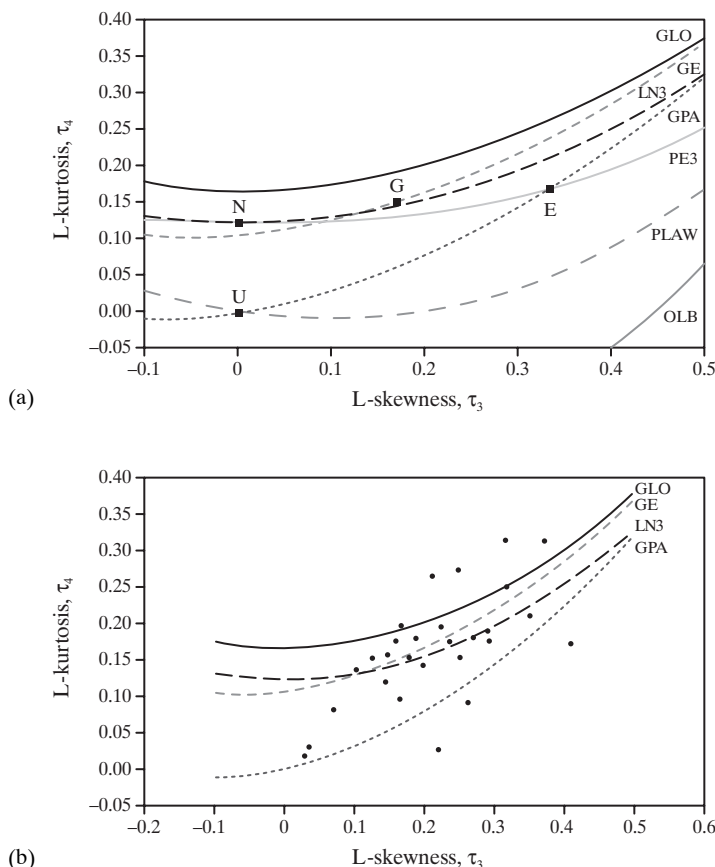 0.40
0.35
0.30
0.25
0.20
0.15
0.10
0.05
0.00
−0.05
L-kurtosis, τ4
GLO
GE
LN3
GPA
PE3
PLAW
OLB
G
N
E
U
−0.1
0
0.1
0.2
0.3
0.4
0.5
(a)
L-skewness, τ3
0.40
0.35
0.30
0.25
0.20
0.15
0.10
0.05
0.00
−0.05
L-kurtosis, τ4
GLO
GE
LN3
GPA
−0.2
−0.1
0
0.1
0.2
0.3
0.4
0.5
0.6
(b)
L-skewness, τ3